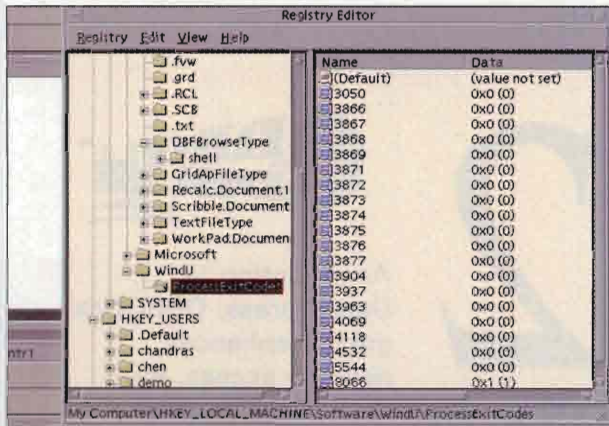 Registry Editor
Registry Edit View Help
.fvw
.grd
.RCL
.SCB
.txt
DBFBrowseType
shell
GridApFileType
Recalc.Document.1
Scribble.Document
TextFileType
WorkPad.Documen
Microsoft
WindU
ProcessExitCodes
SYSTEM
HKEY_USERS
.Default
chandras
chen
demo
Name Data
(Default) (value not set)
3050 0x0 (0)
3866 0x0 (0)
3867 0x0 (0)
3868 0x0 (0)
3869 0x0 (0)
3871 0x0 (0)
3872 0x0 (0)
3873 0x0 (0)
3874 0x0 (0)
3875 0x0 (0)
3876 0x0 (0)
3877 0x0 (0)
3904 0x0 (0)
3937 0x0 (0)
3963 0x0 (0)
4069 0x0 (0)
4118 0x0 (0)
4532 0x0 (0)
5544 0x0 (0)
8066 0x1 (1)
My Computer\HKEY_LOCAL_MACHINE\Software\WindU\ProcessExitCodes